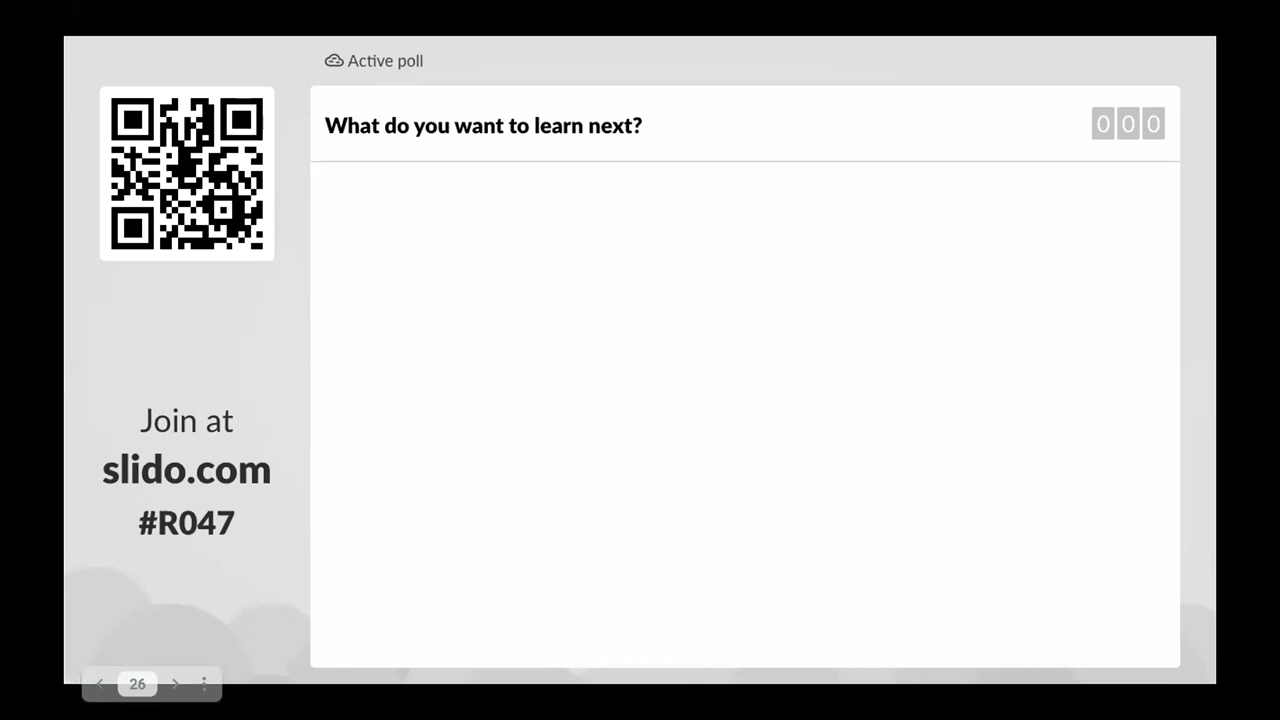 Active poll
What do you want to learn next?
000
Join at
slido.com
#R047
26